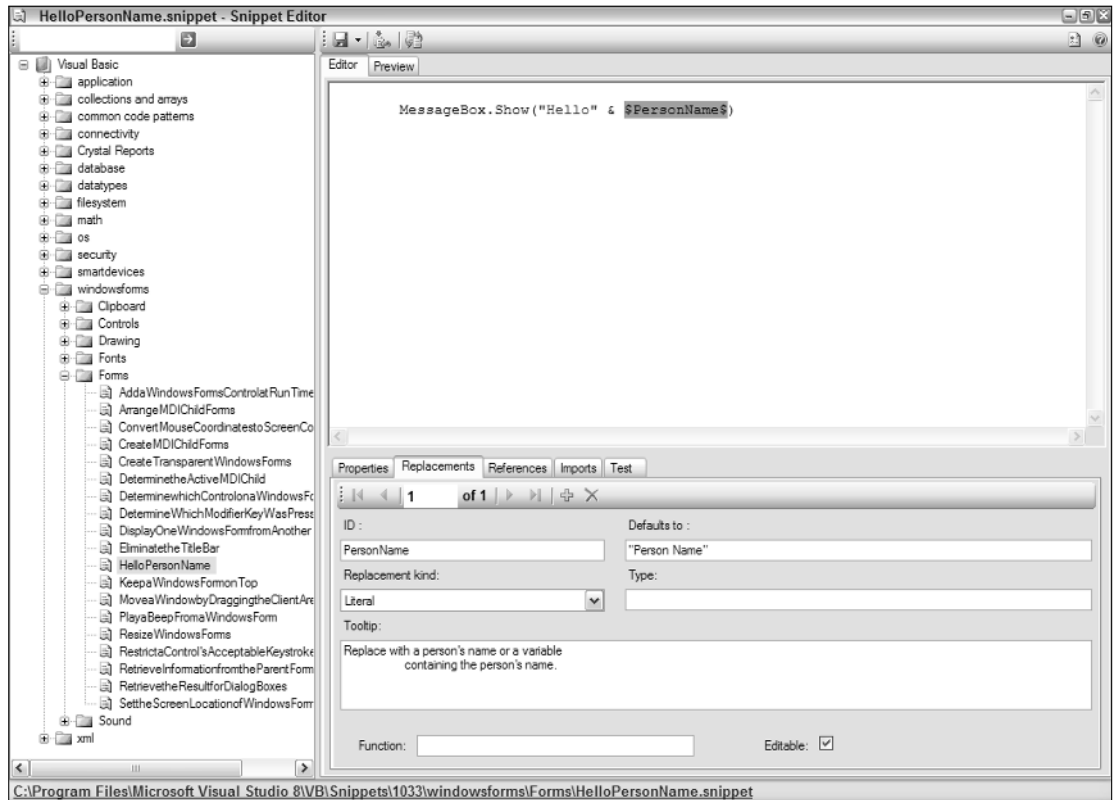 HelloPersonName.snippet - Snippet Editor
Visual Basic
application
collections and arrays
common code patterns
connectivity
Crystal Reports
database
datatypes
filesystem
math
os
security
smartdevices
windowsforms
Clipboard
Controls
Drawing
Fonts
Forms
AddaWindowsFormsControlatRunTime
ArrangeMDIChildForms
ConvertMouseCoordinatestoScreenCo
CreateMDIChildForms
CreateTransparentWindowsForms
DeterminetheActiveMDIChild
DeterminewhichControlonaWindowsFo
DetermineWhichModifierKeyWasPress
DisplayOneWindowsFormfromAnother
EliminatetheTitleBar
HelloPersonName
KeepaWindowsFormonTop
MoveaWindowbyDraggingtheClientAre
PlayaBeepFromaWindowsForm
ResizeWindowsForms
RestrictaControl'sAcceptableKeystroke
RetrieveInformationfromtheParentForm
RetrievetheResultforDialogBoxes
SettheScreenLocationofWindowsForm
Sound
xml
Editor Preview
MessageBox.Show("Hello" & $PersonName$)
Properties Replacements References Imports Test
1 of 1
ID : Defaults to :
PersonName "Person Name"
Replacement kind: Type:
Literal
Tooltip:
Replace with a person's name or a variable
containing the person's name.
Function: Editable:
C:\Program Files\Microsoft Visual Studio 8\VB\Snippets\1033\windowsforms\Forms\HelloPersonName.snippet